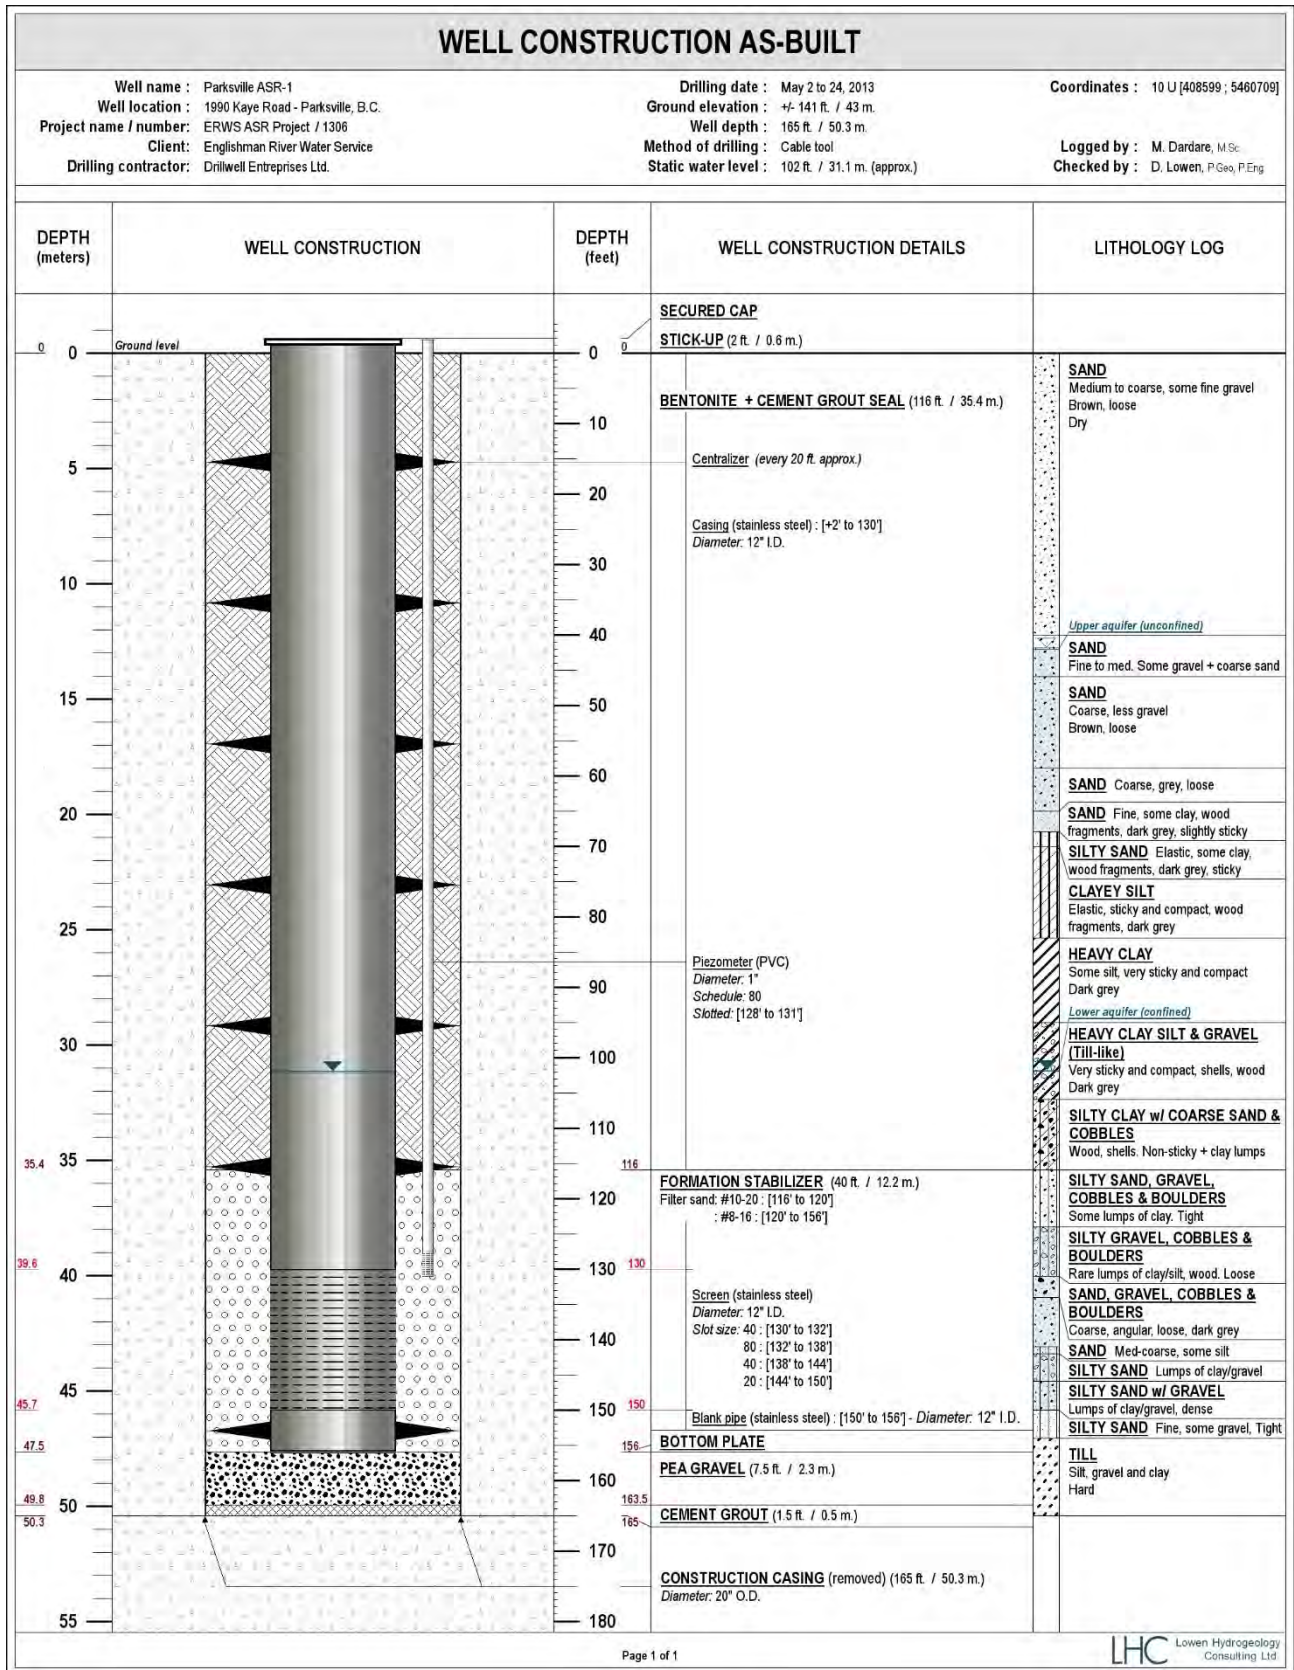 WELL CONSTRUCTION AS-BUILT
Well name : Parksville ASR-1
Well location : 1990 Kaye Road - Parksville, B.C.
Project name / number: ERWS ASR Project / 1306
Client: Englishman River Water Service
Drilling contractor: Drillwell Entreprises Ltd.
Drilling date : May 2 to 24, 2013
Ground elevation : +/- 141 ft. / 43 m.
Well depth : 165 ft. / 50.3 m.
Method of drilling : Cable tool
Static water level : 102 ft. / 31.1 m. (approx.)
Coordinates : 10 U [408599 ; 5460709]
Logged by : M. Dardare, M.Sc.
Checked by : D. Lowen, P.Geo, P.Eng
DEPTH
(meters)
WELL CONSTRUCTION
DEPTH
(feet)
WELL CONSTRUCTION DETAILS
LITHOLOGY LOG
0
0
5
10
15
20
25
30
35
35.4
39.6
40
45
45.7
47.5
49.8
50
50.3
55
Ground level
0
10
20
30
40
50
60
70
80
90
100
110
120
130
140
150
160
170
180
0
116
130
150
156
163.5
165
SECURED CAP
STICK-UP (2 ft. / 0.6 m.)
BENTONITE + CEMENT GROUT SEAL (116 ft. / 35.4 m.)
Centralizer (every 20 ft. approx.)
Casing (stainless steel) : [+2' to 130']
Diameter: 12" I.D.
Piezometer (PVC)
Diameter: 1"
Schedule: 80
Slotted: [128' to 131']
FORMATION STABILIZER (40 ft. / 12.2 m.)
Filter sand: #10-20 : [116' to 120']
: #8-16 : [120' to 156']
Screen (stainless steel)
Diameter: 12" I.D.
Slot size: 40 : [130' to 132']
80 : [132' to 138']
40 : [138' to 144']
20 : [144' to 150']
Blank pipe (stainless steel) : [150' to 156'] - Diameter: 12" I.D.
BOTTOM PLATE
PEA GRAVEL (7.5 ft. / 2.3 m.)
CEMENT GROUT (1.5 ft. / 0.5 m.)
CONSTRUCTION CASING (removed) (165 ft. / 50.3 m.)
Diameter: 20" O.D.
SAND
Medium to coarse, some fine gravel
Brown, loose
Dry
Upper aquifer (unconfined)
SAND
Fine to med. Some gravel + coarse sand
SAND
Coarse, less gravel
Brown, loose
SAND Coarse, grey, loose
SAND Fine, some clay, wood
fragments, dark grey, slightly sticky
SILTY SAND Elastic, some clay,
wood fragments, dark grey, sticky
CLAYEY SILT
Elastic, sticky and compact, wood
fragments, dark grey
HEAVY CLAY
Some silt, very sticky and compact
Dark grey
Lower aquifer (confined)
HEAVY CLAY SILT & GRAVEL
(Till-like)
Very sticky and compact, shells, wood
Dark grey
SILTY CLAY w/ COARSE SAND &
COBBLES
Wood, shells. Non-sticky + clay lumps
SILTY SAND, GRAVEL,
COBBLES & BOULDERS
Some lumps of clay. Tight
SILTY GRAVEL, COBBLES &
BOULDERS
Rare lumps of clay/silt, wood. Loose
SAND, GRAVEL, COBBLES &
BOULDERS
Coarse, angular, loose, dark grey
SAND Med-coarse, some silt
SILTY SAND Lumps of clay/gravel
SILTY SAND w/ GRAVEL
Lumps of clay/gravel, dense
SILTY SAND Fine, some gravel, Tight
TILL
Silt, gravel and clay
Hard
Page 1 of 1
LHC Lowen Hydrogeology
Consulting Ltd